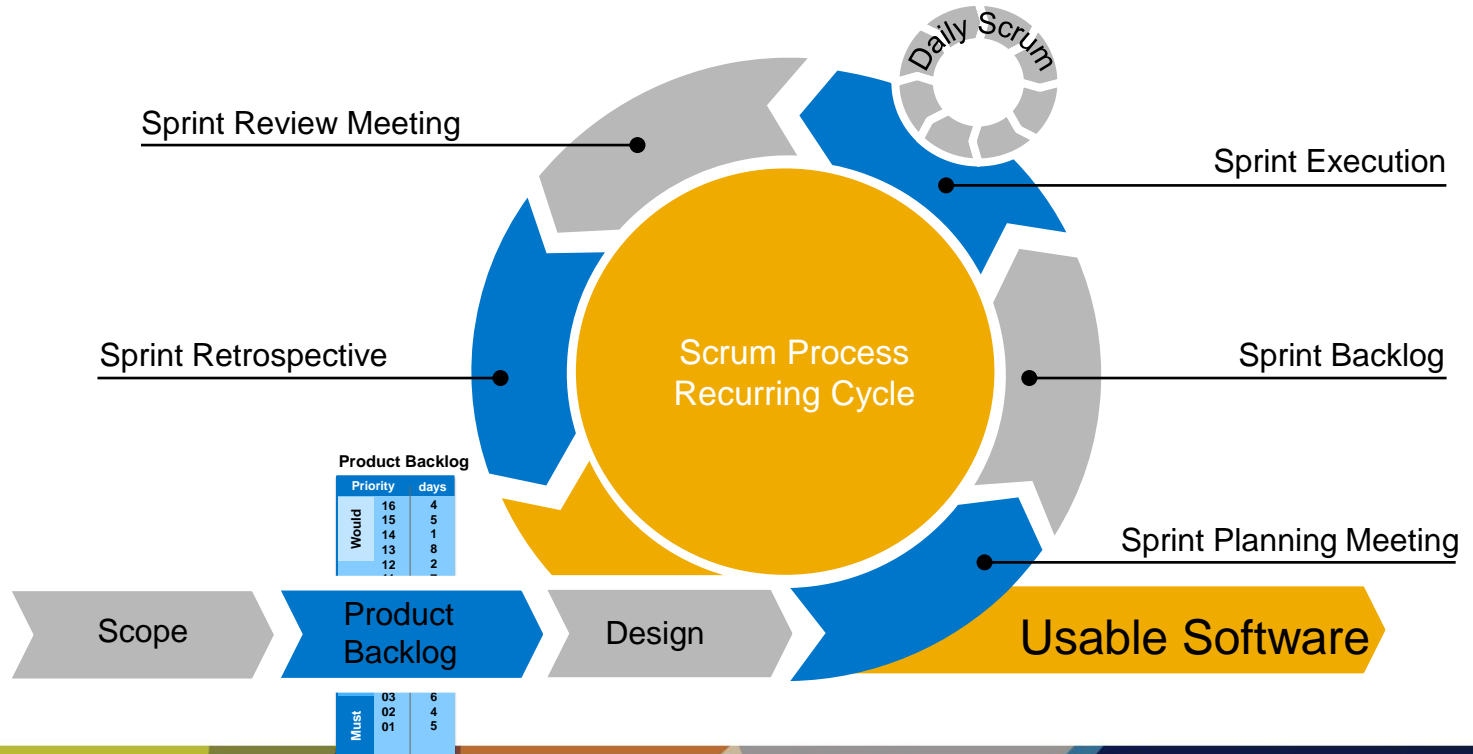 Daily Scrum
Sprint Review Meeting
Sprint Execution
Scrum Process
Recurring Cycle
Sprint Retrospective
Sprint Backlog
Product Backlog
Priority days
Would
16 4
15 5
14 1
13 8
12 2
Sprint Planning Meeting
Scope
Product
Backlog
Design
Usable Software
Must
03 6
02 4
01 5